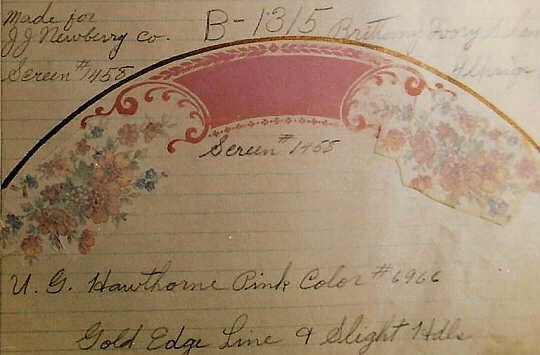 Made for
J J Newberry Co.
Screen #1458
B-1315
Brittany Ivory
Screen #1458
U. G. Hawthorne Pink Color #6966
Gold Edge Line & Slight Hdls